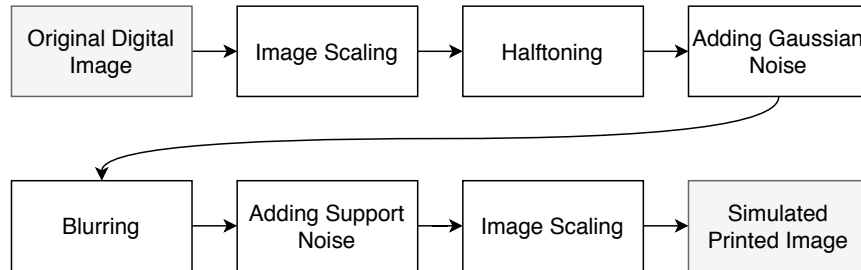 Original Digital
Image
Image Scaling
Halftoning
Adding Gaussian
Noise
Blurring
Adding Support
Noise
Image Scaling
Simulated
Printed Image